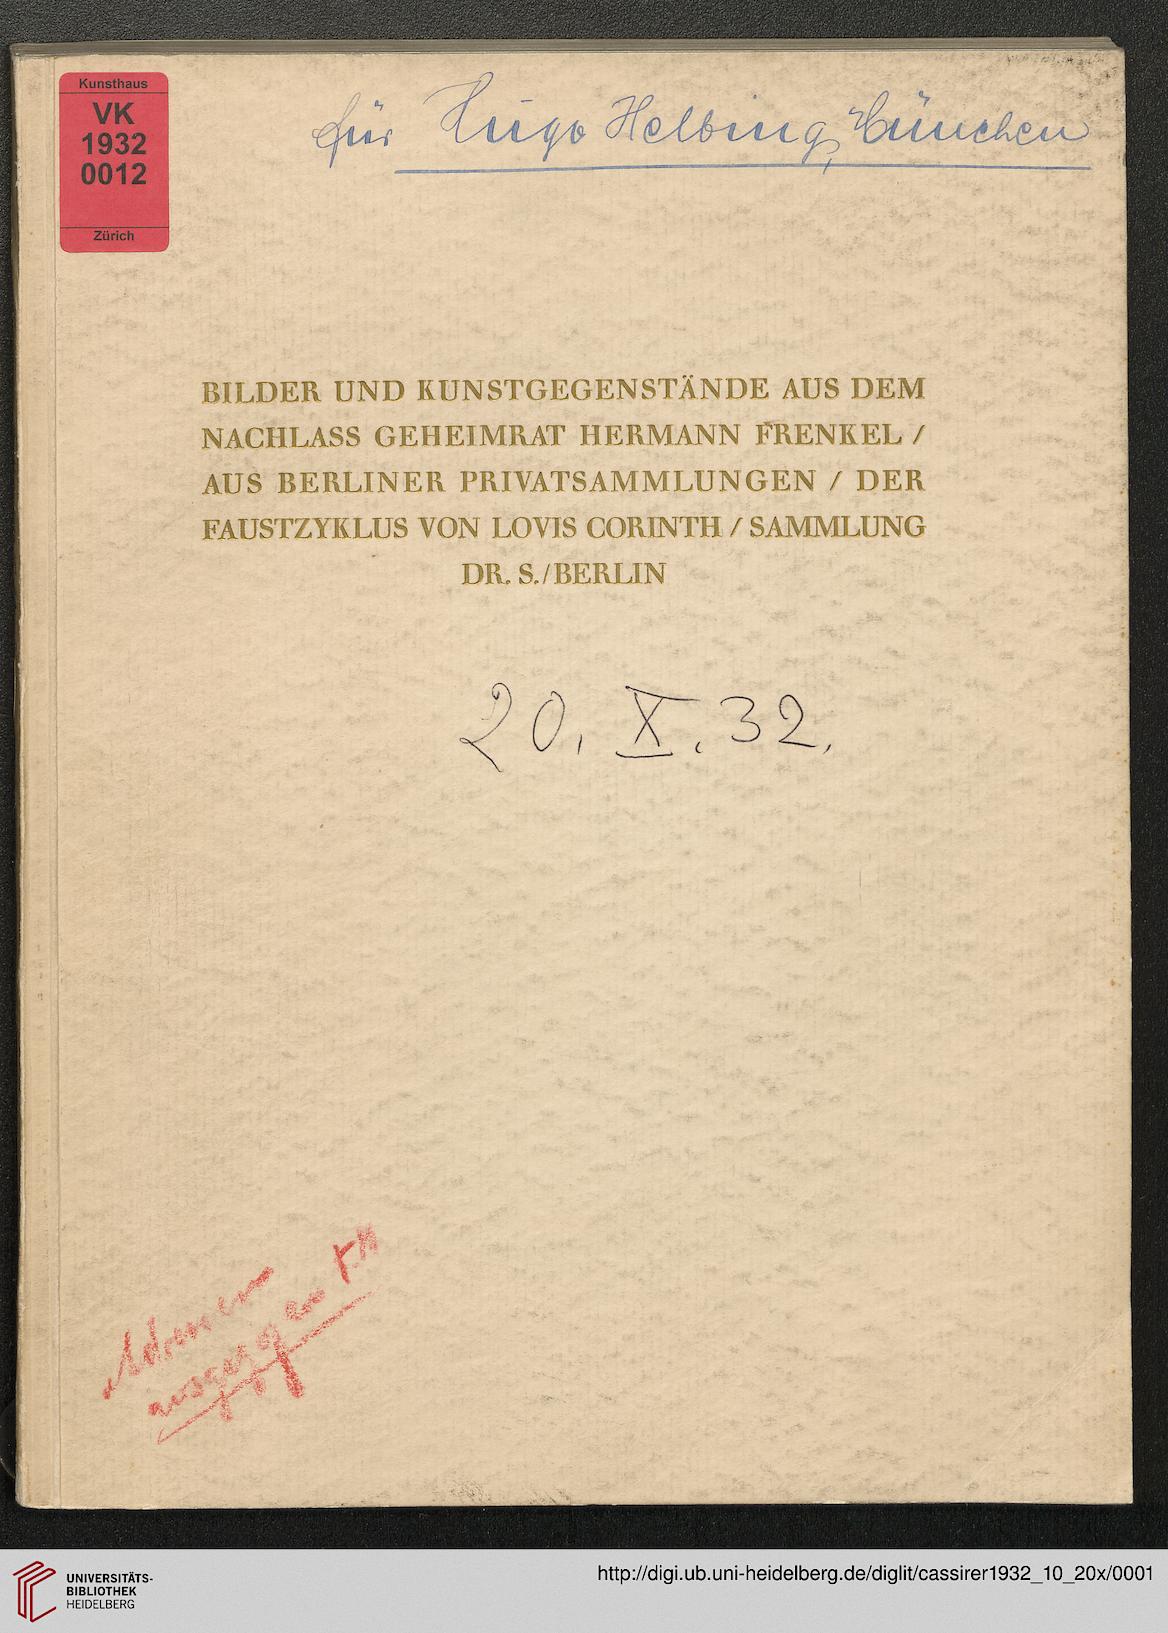 Kunsthaus
VK
1932
0012
Zürich
für Hugo Helbing, München
BILDER UND KUNSTGEGENSTÄNDE AUS DEM
NACHLASS GEHEIMRAT HERMANN FRENKEL /
AUS BERLINER PRIVATSAMMLUNGEN / DER
FAUSTZYKLUS VON LOVIS CORINTH / SAMMLUNG
DR. S./BERLIN
20. X. 32.
UNIVERSITÄTS-
BIBLIOTHEK
HEIDELBERG
http://digi.ub.uni-heidelberg.de/diglit/cassirer1932_10_20x/0001